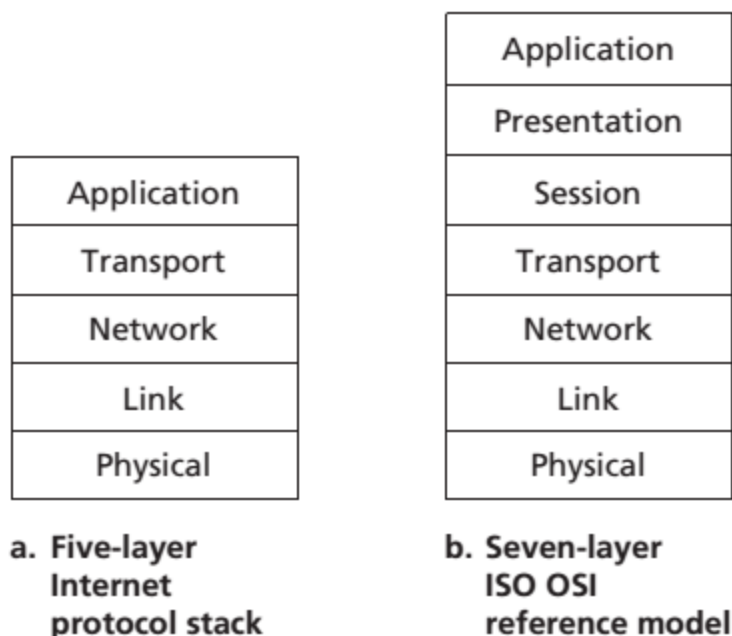 Application
Transport
Network
Link
Physical
a. Five-layer
Internet
protocol stack
Application
Presentation
Session
Transport
Network
Link
Physical
b. Seven-layer
ISO OSI
reference model